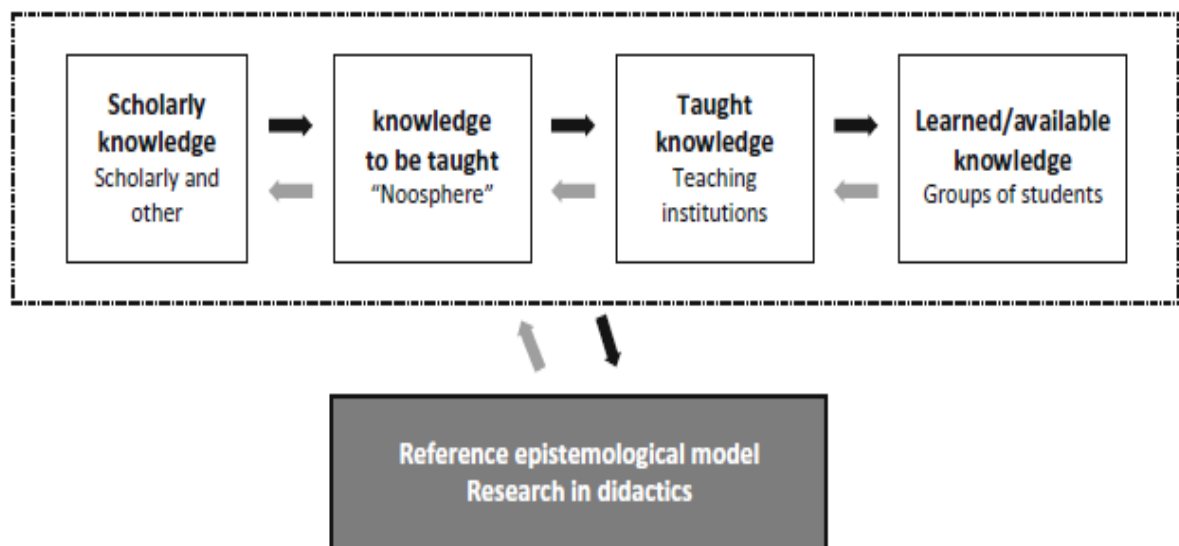 Scholarly
knowledge
Scholarly and
other
knowledge
to be taught
“Noosphere”
Taught
knowledge
Teaching
institutions
Learned/available
knowledge
Groups of students
Reference epistemological model
Research in didactics